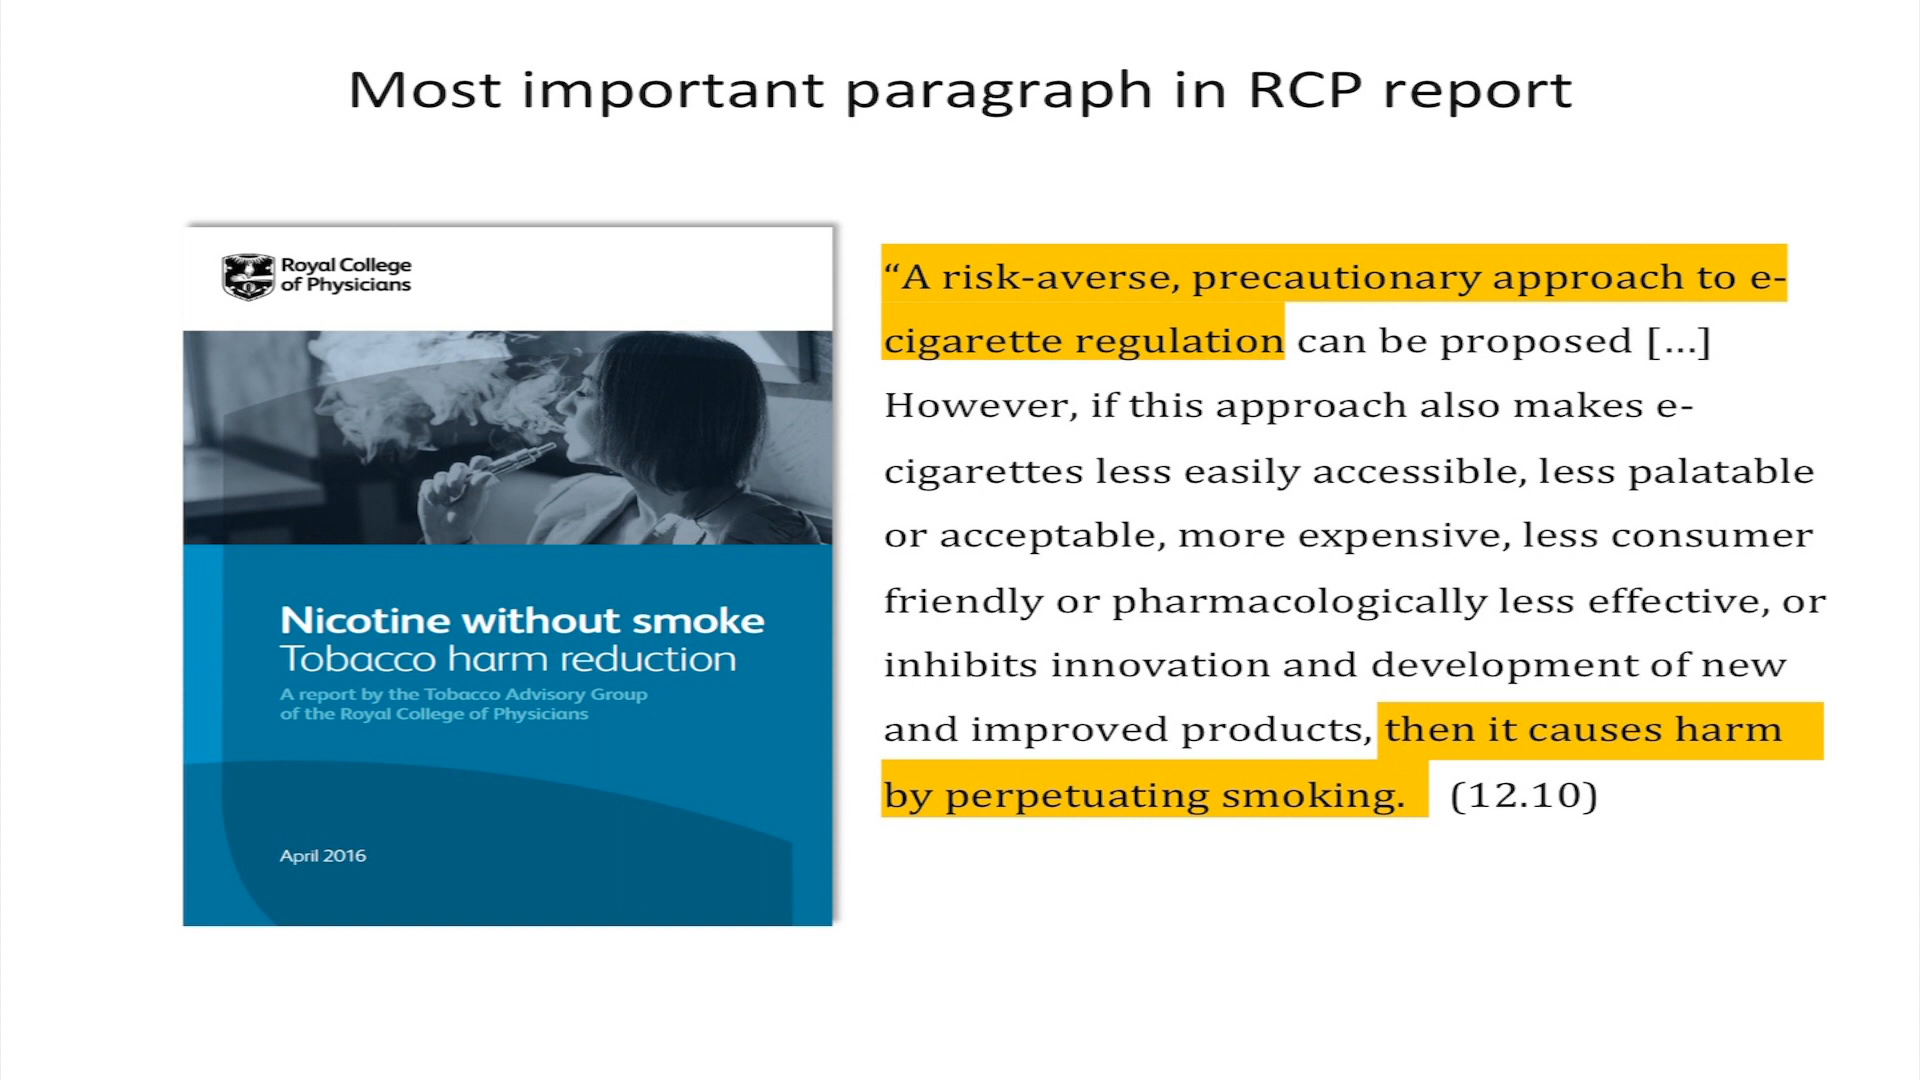 Most important paragraph in RCP report
Royal College
of Physicians
Nicotine without smoke
Tobacco harm reduction
A report by the Tobacco Advisory Group
of the Royal College of Physicians
April 2016
“A risk-averse, precautionary approach to e-
cigarette regulation can be proposed [...]
However, if this approach also makes e-
cigarettes less easily accessible, less palatable
or acceptable, more expensive, less consumer
friendly or pharmacologically less effective, or
inhibits innovation and development of new
and improved products, then it causes harm
by perpetuating smoking. (12.10)